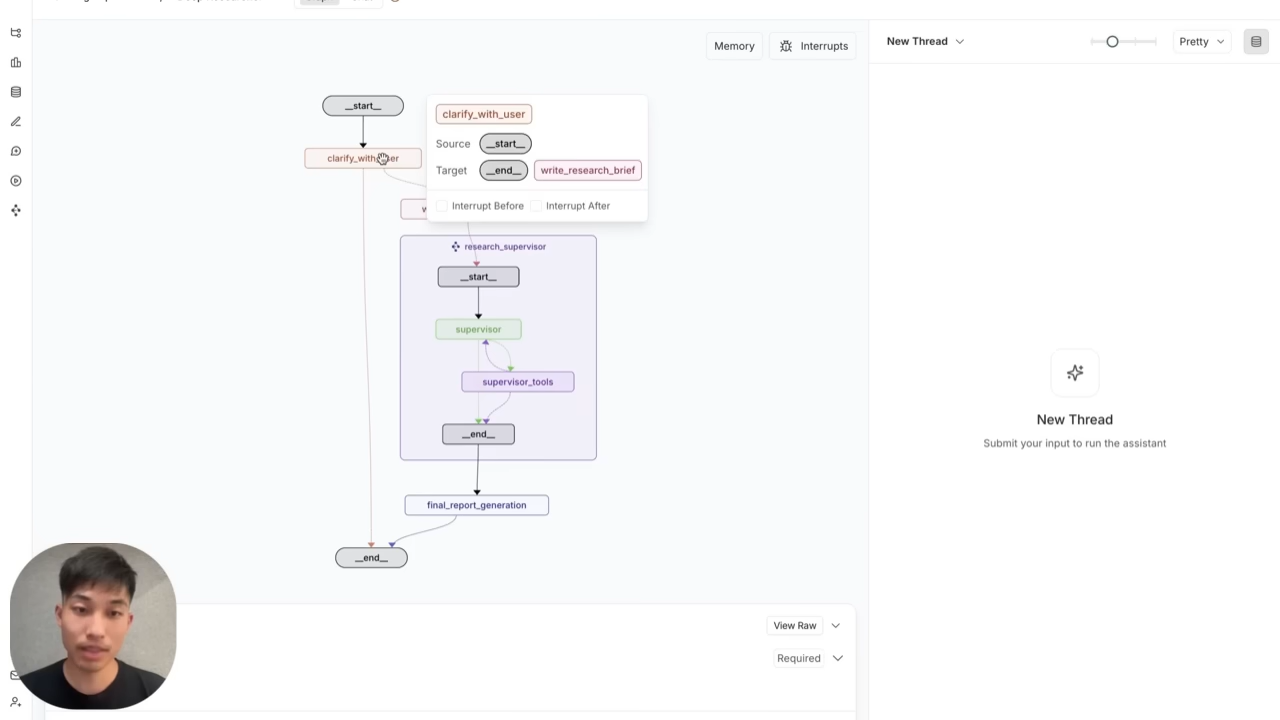 Memory
Interrupts
New Thread
Pretty
__start__
clarify_with_user
clarify_with_user
Source __start__
Target __end__ write_research_brief
Interrupt Before Interrupt After
research_supervisor
__start__
supervisor
supervisor_tools
__end__
final_report_generation
__end__
New Thread
Submit your input to run the assistant
View Raw
Required